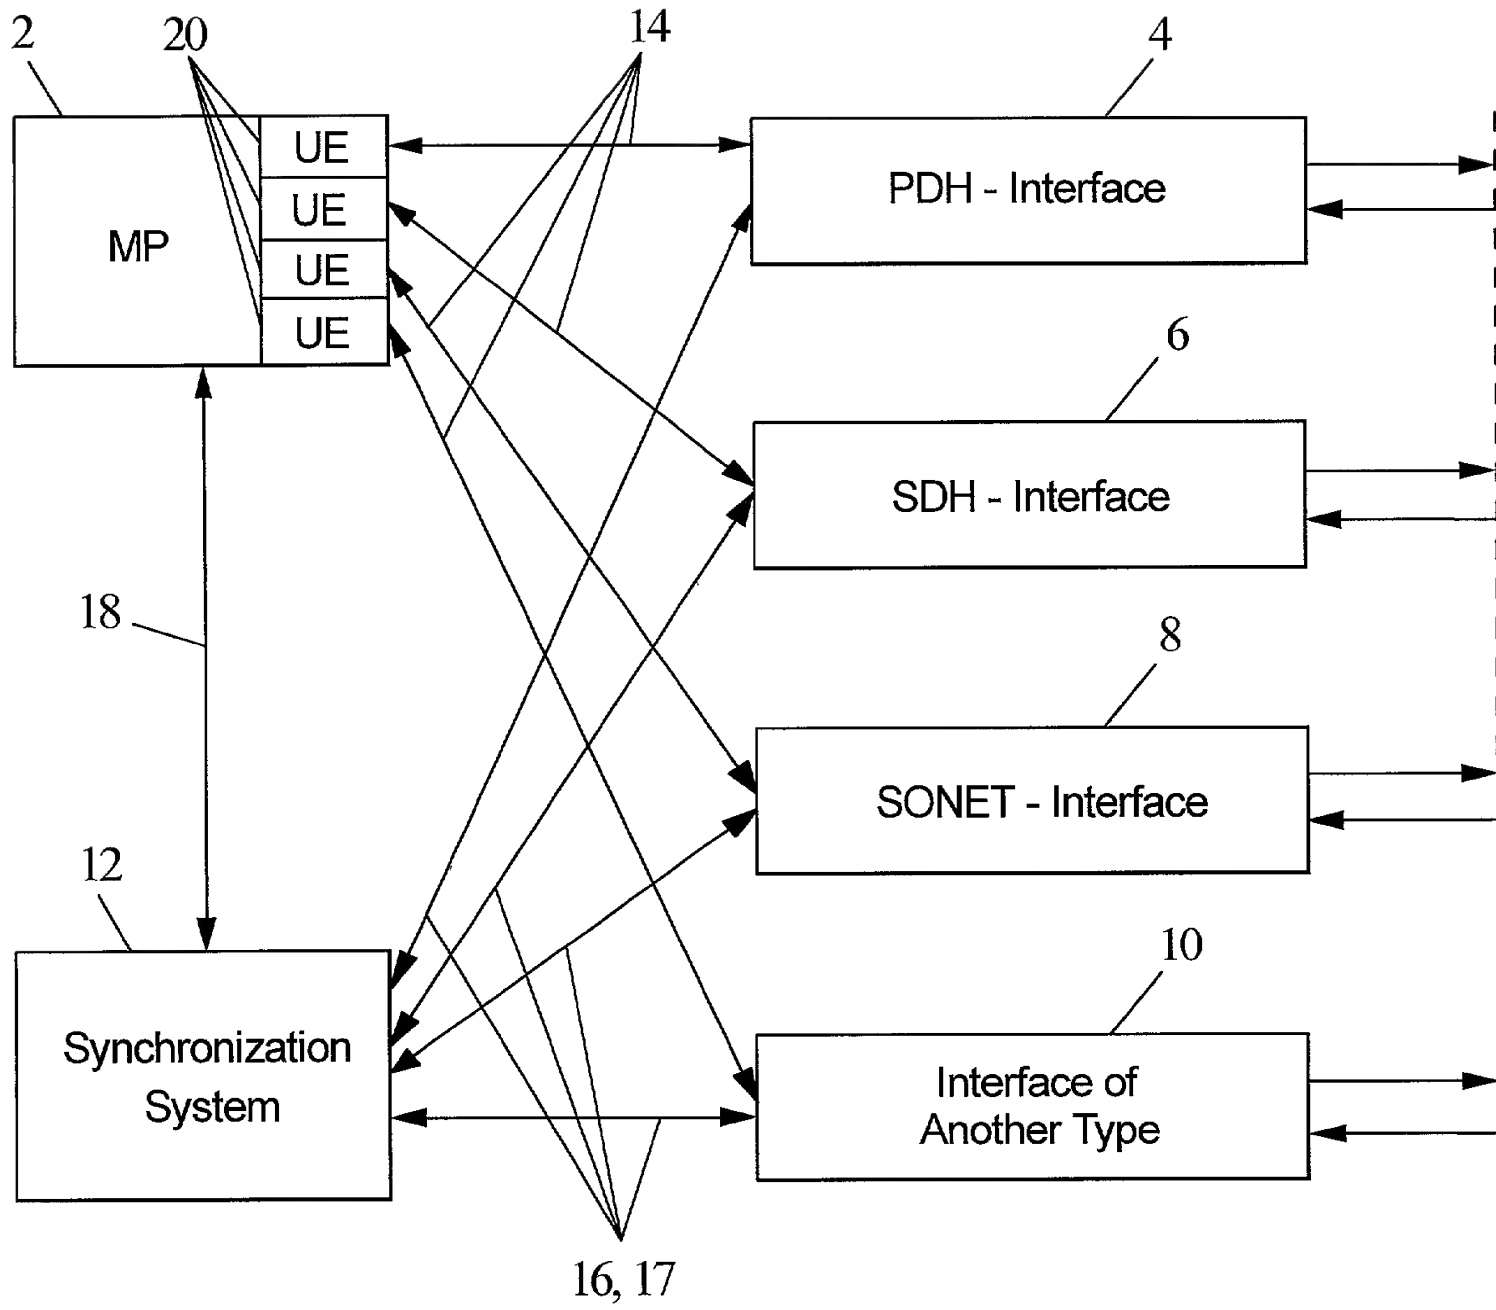 2
20
14
4
UE
UE
MP
UE
UE
PDH - Interface
6
SDH - Interface
18
8
SONET - Interface
12
10
Synchronization
System
Interface of
Another Type
16, 17